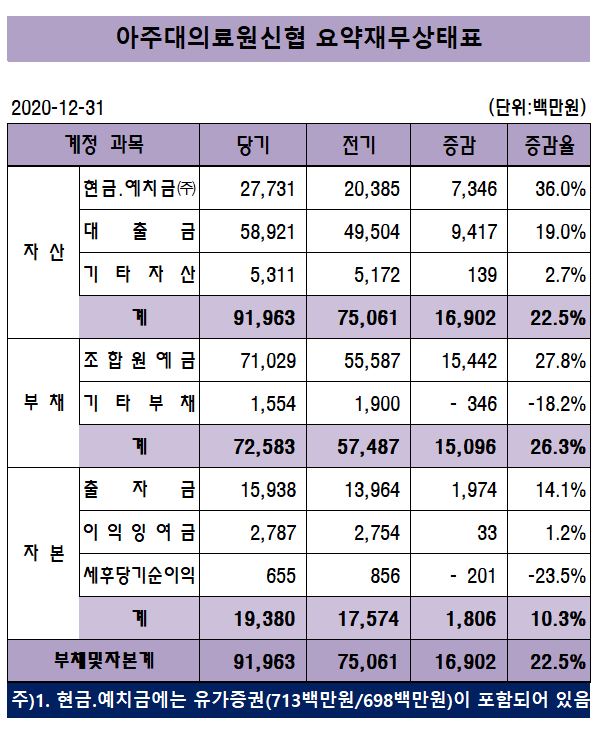 아주대의료원신협 요약재무상태표
2020-12-31 (단위:백만원)
계정 과목 당기 전기 증감 증감율
자 산
현금.예치금㈜ 27,731 20,385 7,346 36.0%
대 출 금 58,921 49,504 9,417 19.0%
기 타 자 산 5,311 5,172 139 2.7%
계 91,963 75,061 16,902 22.5%
부 채
조 합 원 예 금 71,029 55,587 15,442 27.8%
기 타 부 채 1,554 1,900 - 346 -18.2%
계 72,583 57,487 15,096 26.3%
자 본
출 자 금 15,938 13,964 1,974 14.1%
이 익 잉 여 금 2,787 2,754 33 1.2%
세후당기순이익 655 856 - 201 -23.5%
계 19,380 17,574 1,806 10.3%
부채및자본계 91,963 75,061 16,902 22.5%
주)1. 현금.예치금에는 유가증권(713백만원/698백만원)이 포함되어 있음